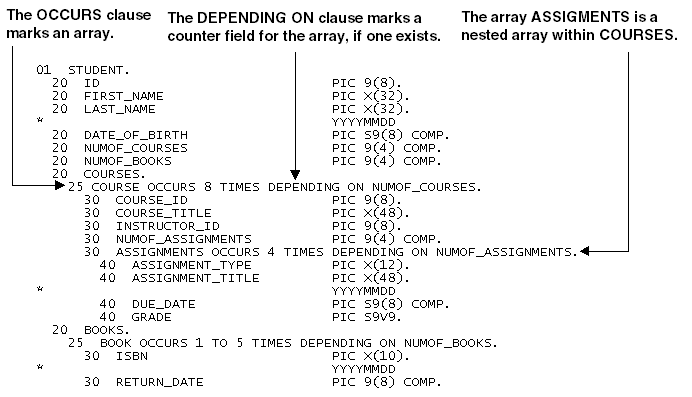 The OCCURS clause
marks an array.
The DEPENDING ON clause marks a
counter field for the array, if one exists.
The array ASSIGMENTS is a
nested array within COURSES.
01  STUDENT.
20  ID  PIC 9(8).
20  FIRST_NAME  PIC X(32).
20  LAST_NAME  PIC X(32).
*  YYYYMMDD
20  DATE_OF_BIRTH  PIC S9(8) COMP.
20  NUMOF_COURSES  PIC 9(4) COMP.
20  NUMOF_BOOKS  PIC 9(4) COMP.
20  COURSES.
25 COURSE OCCURS 8 TIMES DEPENDING ON NUMOF_COURSES.
30  COURSE_ID  PIC 9(8).
30  COURSE_TITLE  PIC X(48).
30  INSTRUCTOR_ID  PIC 9(8).
30  NUMOF_ASSIGNMENTS  PIC 9(4) COMP.
30  ASSIGNMENTS OCCURS 4 TIMES DEPENDING ON NUMOF_ASSIGNMENTS.
40  ASSIGNMENT_TYPE  PIC X(12).
40  ASSIGNMENT_TITLE  PIC X(48).
*  YYYYMMDD
40  DUE_DATE  PIC S9(8) COMP.
40  GRADE  PIC S9V9.
20  BOOKS.
25  BOOK OCCURS 1 TO 5 TIMES DEPENDING ON NUMOF_BOOKS.
30  ISBN  PIC X(10).
*  YYYYMMDD
30  RETURN_DATE  PIC 9(8) COMP.